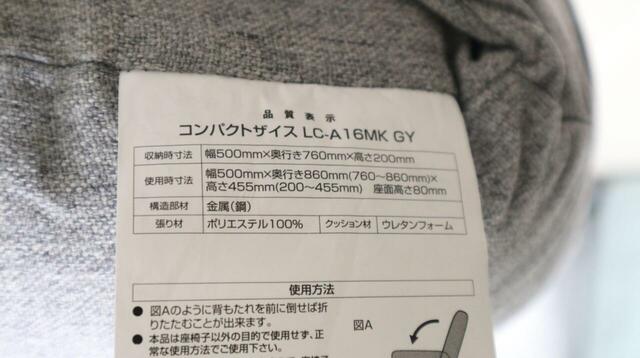 品質表示
コンパクトザイス LC-A16MK GY
収納時寸法 幅500mm×奥行き760mm×高さ200mm
使用時寸法 幅500mm×奥行き860mm(760〜860mm)×
高さ455mm(200〜455mm) 座面高さ80mm
構造部材 金属(鋼)
張り材 ポリエステル100% クッション材 ウレタンフォーム
使用方法
● 図Aのように背もたれを前に倒せば折
りたたむことが出来ます。
図A
● 本品は座椅子以外の目的で使用せず、正
常な使用方法でご使用下さい。